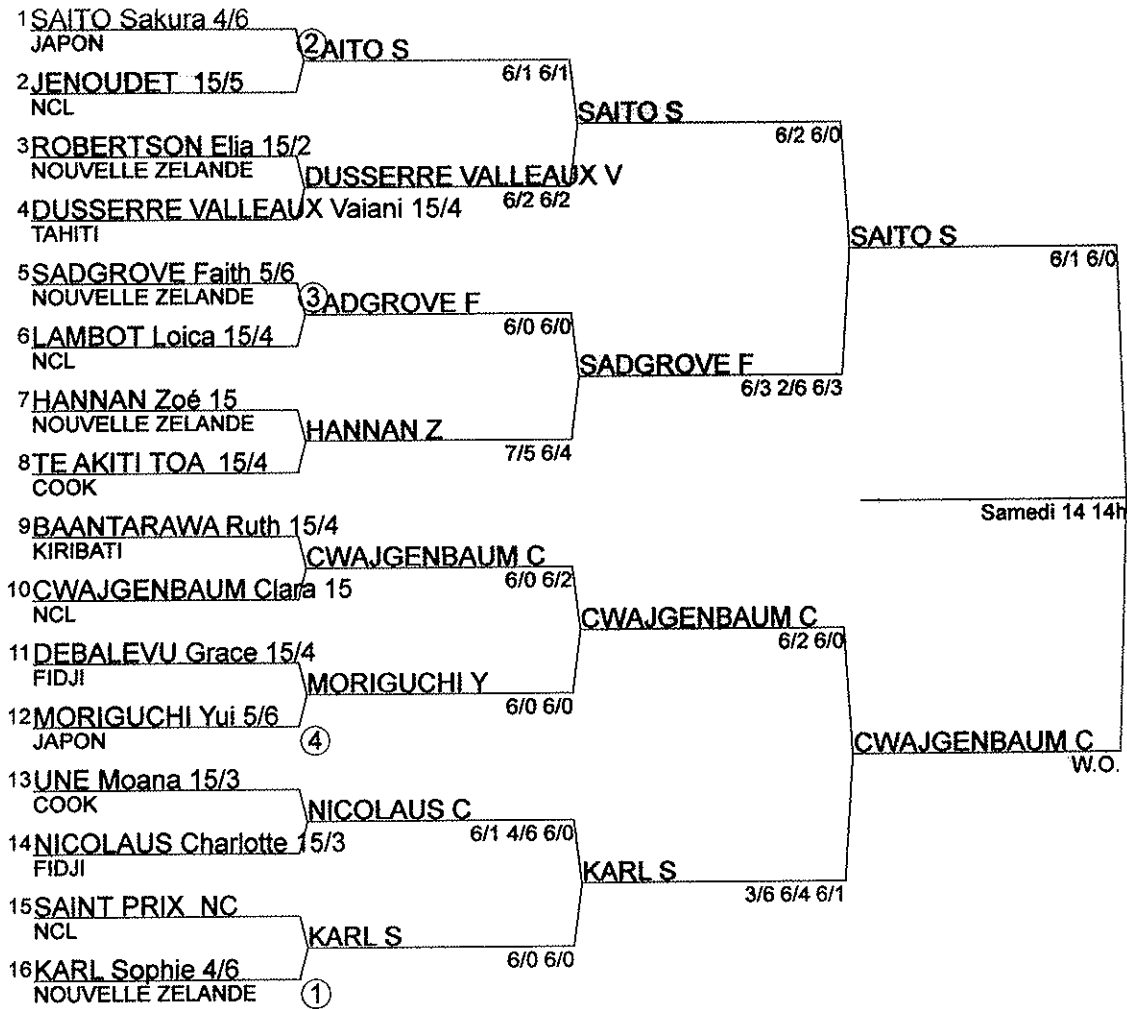 1 SAITO Sakura 4/6
JAPON
2 JENOUDET 15/5
NCL
3 ROBERTSON Elia 15/2
NOUVELLE ZELANDE
4 DUSSERRE VALLEAUX Vaiani 15/4
TAHITI
5 SADGROVE Faith 5/6
NOUVELLE ZELANDE
6 LAMBOT Loica 15/4
NCL
7 HANNAN Zoé 15
NOUVELLE ZELANDE
8 TE AKITI TOA 15/4
COOK
9 BAANTARAWA Ruth 15/4
KIRIBATI
10 CWAJGENBAUM Clara 15
NCL
11 DEBALEVU Grace 15/4
FIDJI
12 MORIGUCHI Yui 5/6
JAPON
13 UNE Moana 15/3
COOK
14 NICOLAUS Charlotte 15/3
FIDJI
15 SAINT PRIX NC
NCL
16 KARL Sophie 4/6
NOUVELLE ZELANDE
2 AITO S
6/1 6/1
DUSSERRE VALLEAUX V
6/2 6/2
3 ADGROVE F
6/0 6/0
HANNAN Z
7/5 6/4
CWAJGENBAUM C
6/0 6/2
MORIGUCHI Y
6/0 6/0
4
NICOLAUS C
6/1 4/6 6/0
KARL S
6/0 6/0
1
SAITO S
6/2 6/0
SADGROVE F
6/3 2/6 6/3
CWAJGENBAUM C
6/2 6/0
KARL S
3/6 6/4 6/1
SAITO S
6/1 6/0
CWAJGENBAUM C
W.O.
Samedi 14 14h